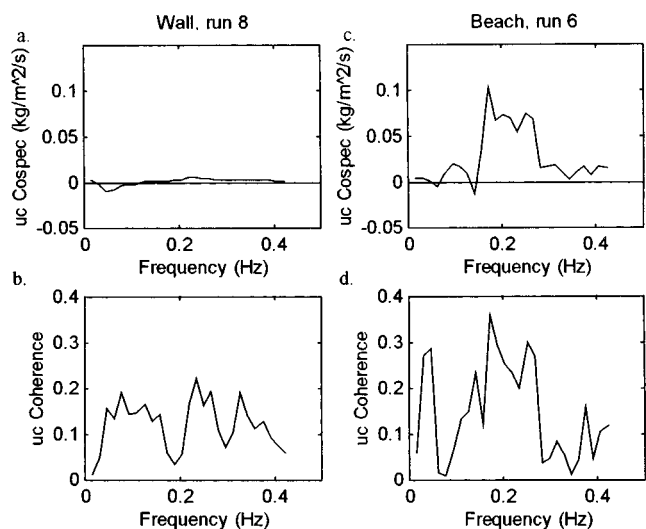 Wall, run 8
a.
uc Cospec (kg/m^2/s)
0.1
0.05
0
-0.05
0
0.2
0.4
Frequency (Hz)
Beach, run 6
c.
uc Cospec (kg/m^2/s)
0.1
0.05
0
-0.05
0
0.2
0.4
Frequency (Hz)
b.
uc Coherence
0.4
0.3
0.2
0.1
0
0
0.2
0.4
Frequency (Hz)
d.
uc Coherence
0.4
0.3
0.2
0.1
0
0
0.2
0.4
Frequency (Hz)